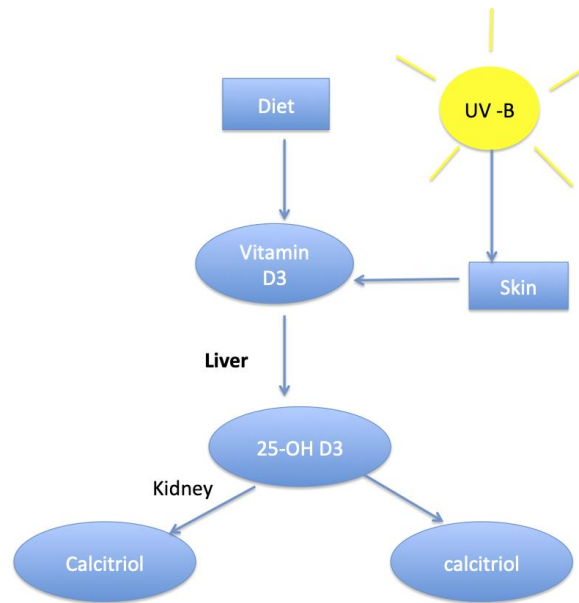 Diet
UV -B
Vitamin
D3
Skin
Liver
25-OH D3
Kidney
Calcitriol
calcitriol